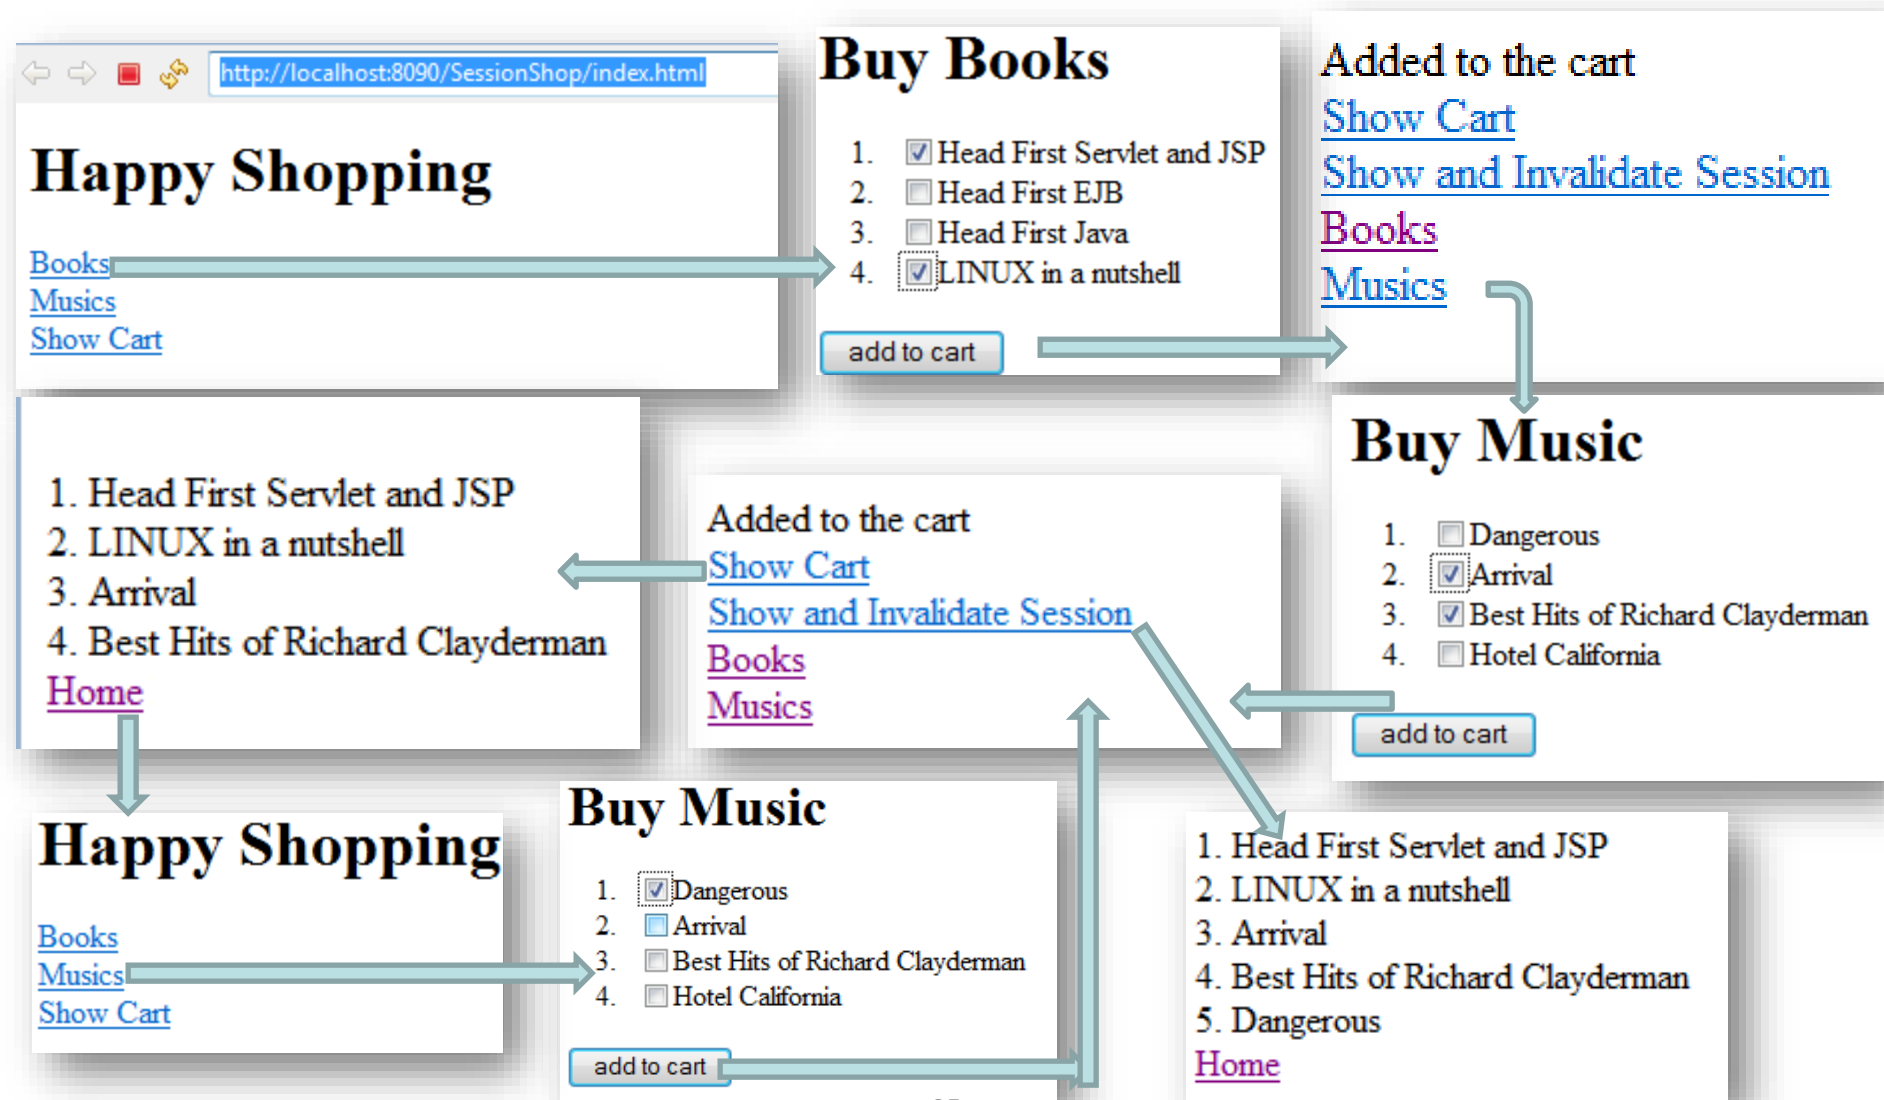 http://localhost:8090/SessionShop/index.html
Happy Shopping
Books
Musics
Show Cart
Buy Books
1. Head First Servlet and JSP
2. Head First EJB
3. Head First Java
4. LINUX in a nutshell
add to cart
Added to the cart
Show Cart
Show and Invalidate Session
Books
Musics
Buy Music
1. Dangerous
2. Arrival
3. Best Hits of Richard Clayderman
4. Hotel California
add to cart
Added to the cart
Show Cart
Show and Invalidate Session
Books
Musics
1. Head First Servlet and JSP
2. LINUX in a nutshell
3. Arrival
4. Best Hits of Richard Clayderman
Home
Happy Shopping
Books
Musics
Show Cart
Buy Music
1. Dangerous
2. Arrival
3. Best Hits of Richard Clayderman
4. Hotel California
add to cart
1. Head First Servlet and JSP
2. LINUX in a nutshell
3. Arrival
4. Best Hits of Richard Clayderman
5. Dangerous
Home